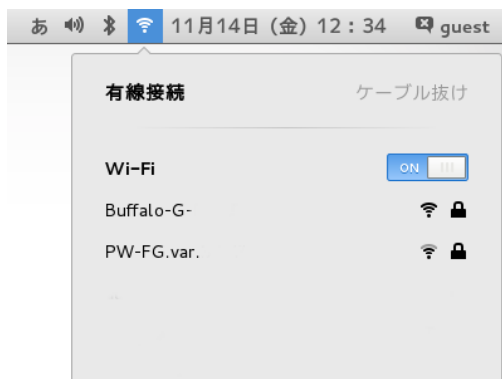 あ 11月14日 (金) 12：34 guest
有線接続 ケーブル抜け
Wi-Fi ON
Buffalo-G-
PW-FG.var.